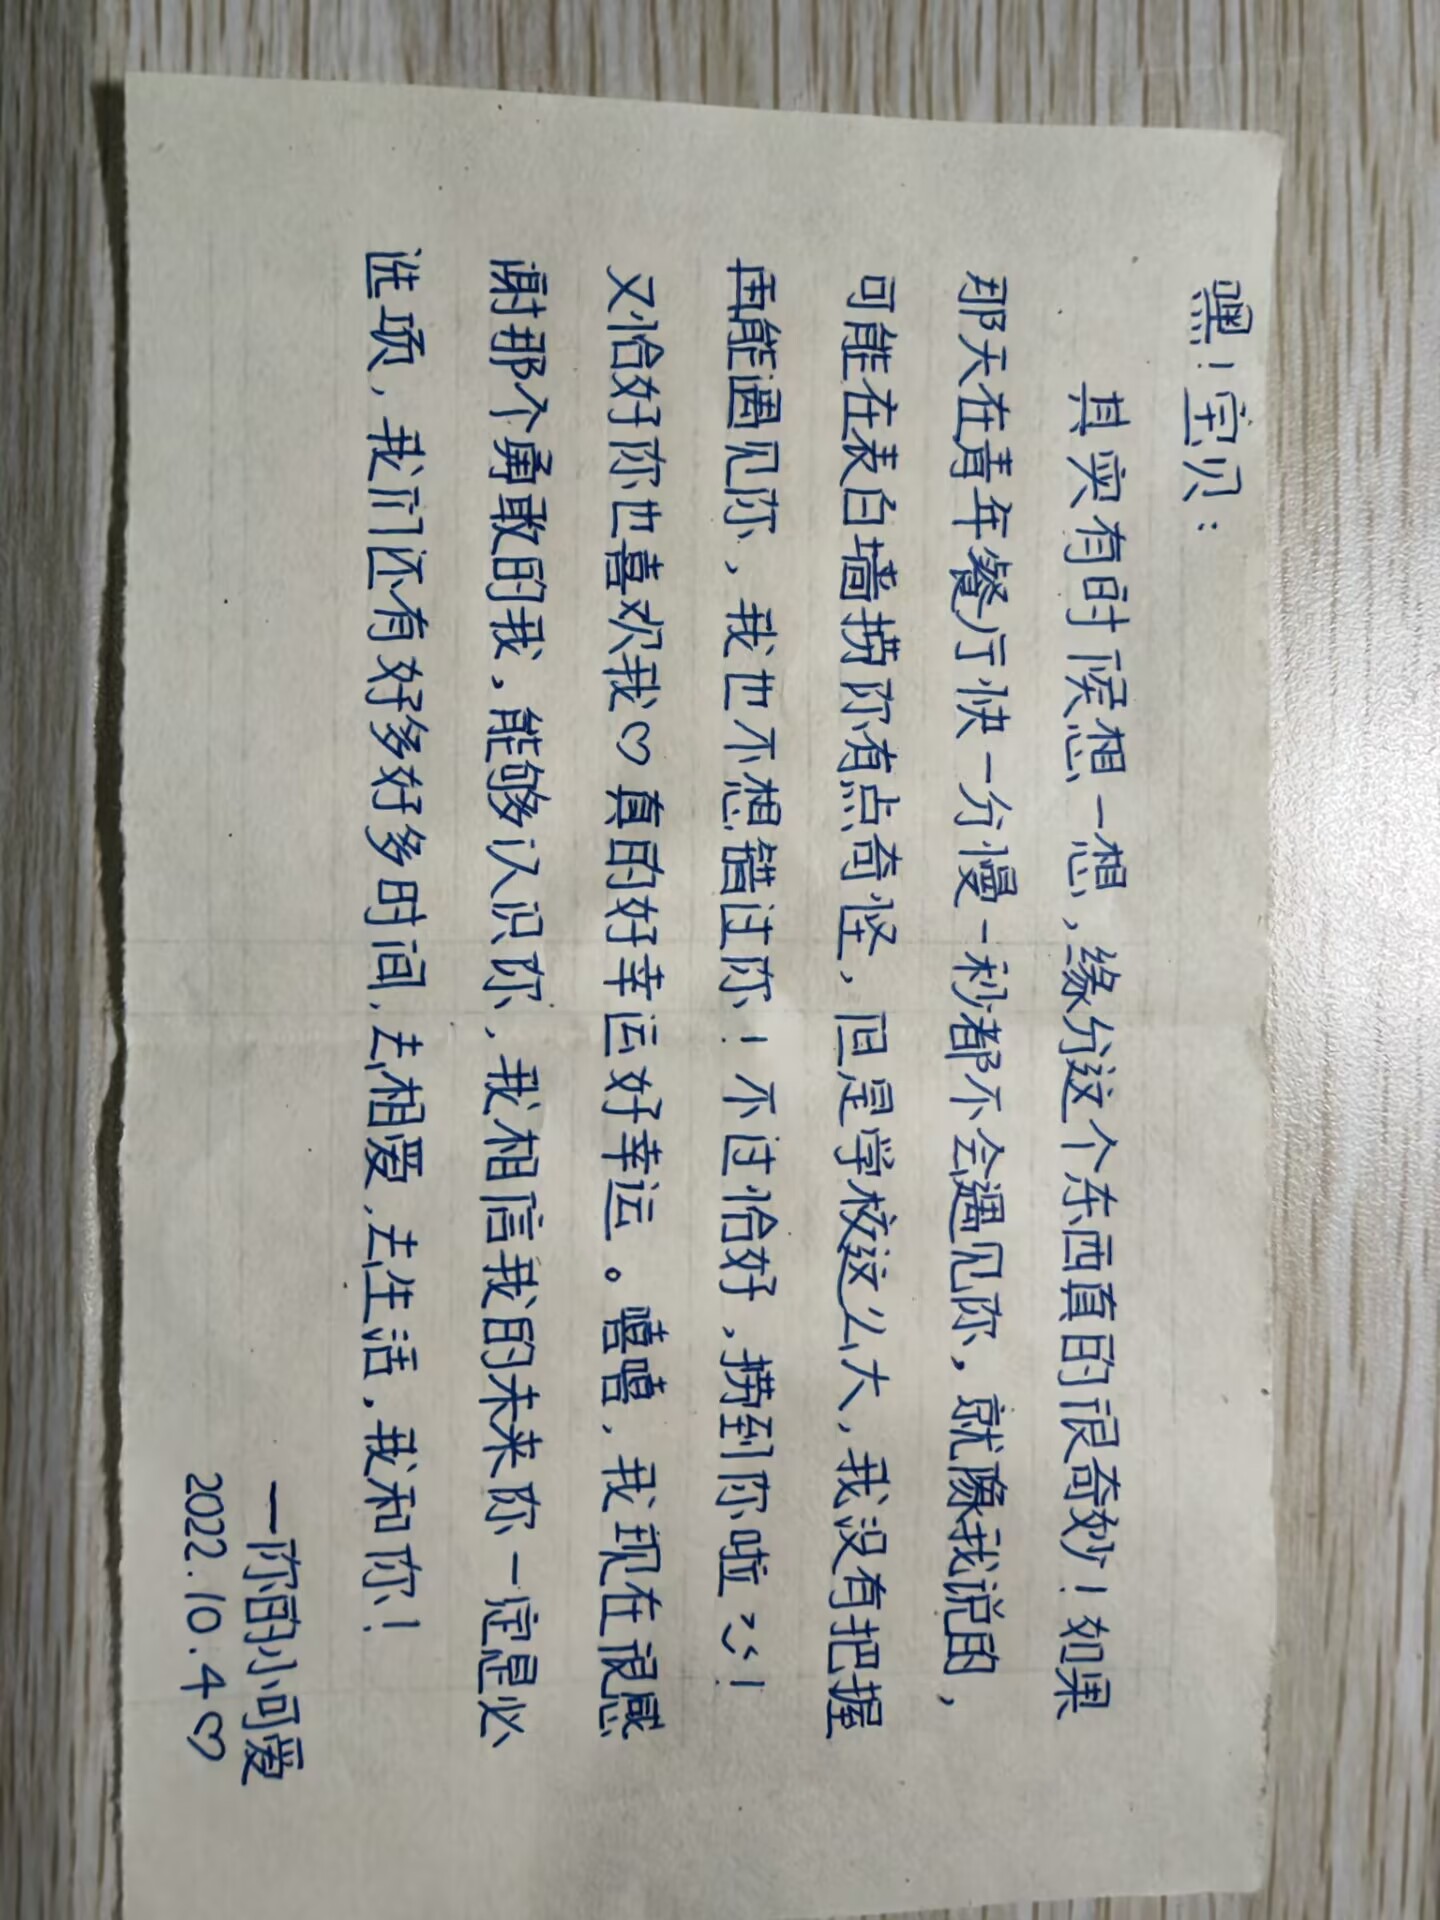 嘿！宝贝：
其实有时候想一想，缘分这个东西真的很奇妙！如果
那天在青年餐厅快一分慢一秒都不会遇见你，就像我说的，
可能在表白墙捞你有点奇怪，但是学校这么大，我没有把握
再能遇见你，我也不想错过你！不过恰好，捞到你啦！
又恰好你也喜欢我♡真的好幸运好幸运。嘻嘻，我现在很感
谢那个勇敢的我，能够认识你，我相信我的未来你一定是必
选项，我们还有好多好多时间，去相爱，去生活，我和你！
—你的小可爱
2022.10.4♡